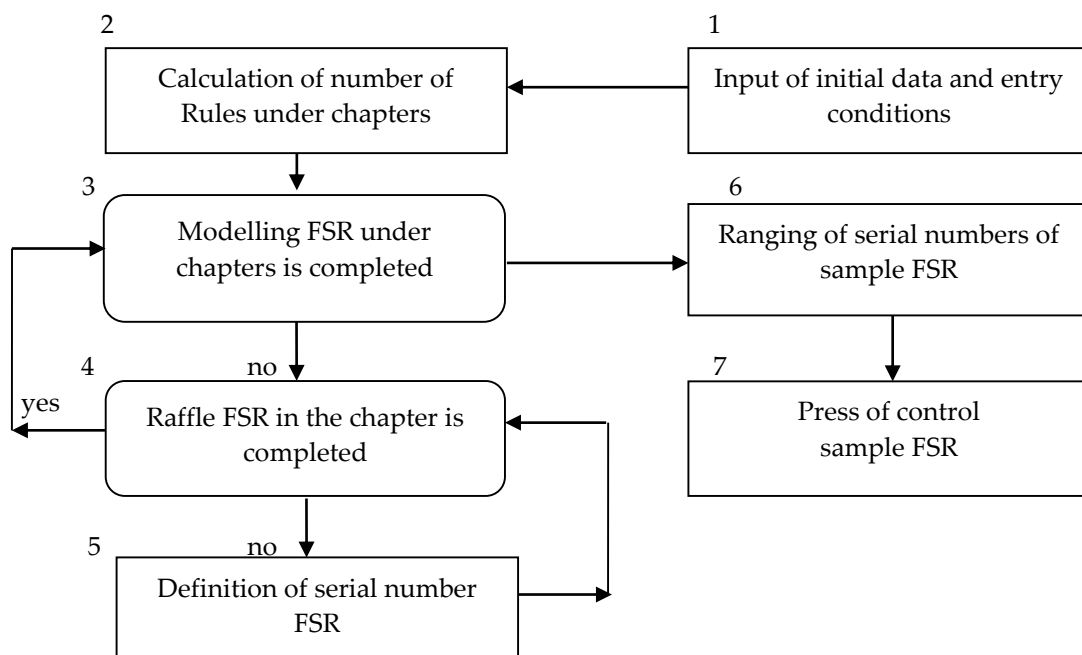 2
Calculation of number of
Rules under chapters
1
Input of initial data and entry
conditions
3
Modelling FSR under
chapters is completed
6
Ranging of serial numbers of
sample FSR
no
4
yes
Raffle FSR in the chapter is
completed
7
Press of control
sample FSR
no
5
Definition of serial number
FSR